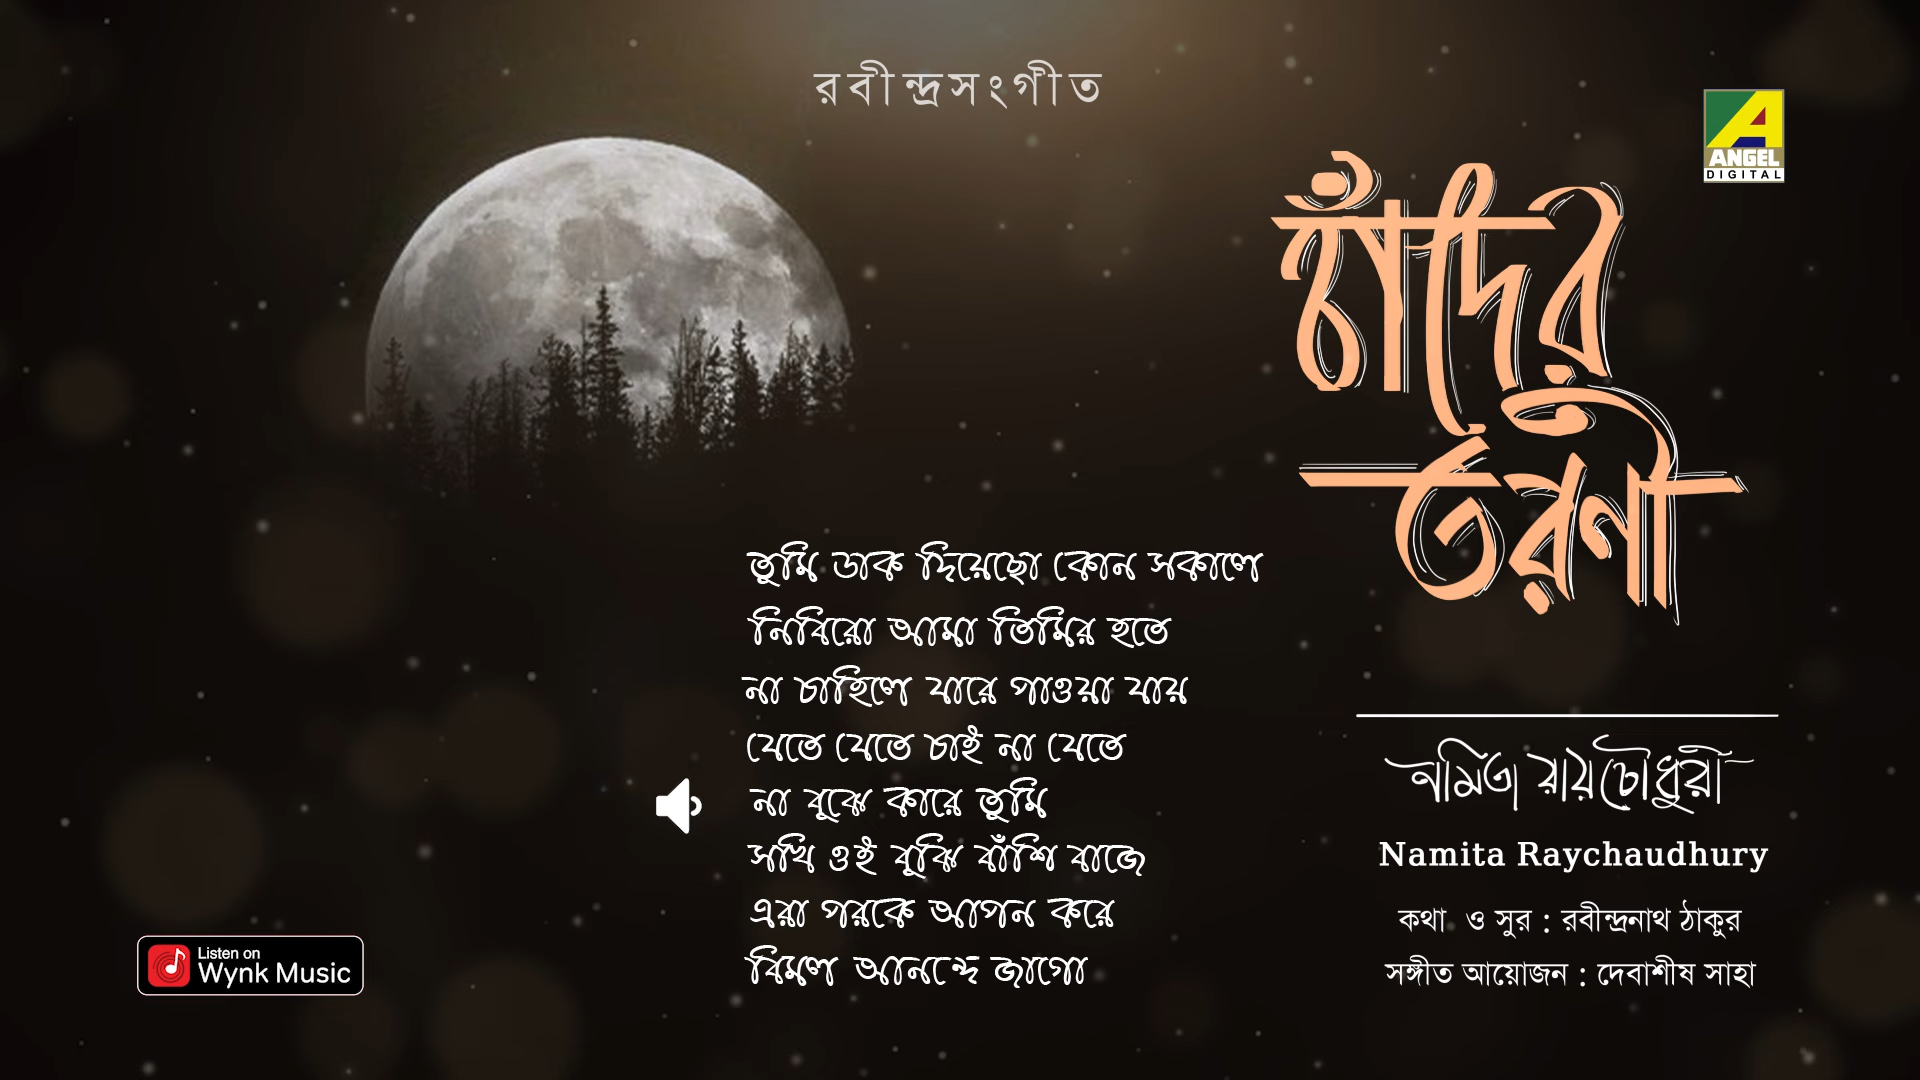 রবীন্দ্রসংগীত
A
ANGEL
DIGITAL
চাঁদের
তরণী
তুমি ডাক দিয়েছো কোন সকালে
নিবিরো আমা তিমির হতে
না চাহিলে যারে পাওয়া যায়
যেতে যেতে চাই না যেতে
না বুঝে কারে তুমি
সখি ওই বুঝি বাঁশি বাজে
এরা পরকে আপন করে
বিমল আনন্দে জাগো
নমিতা রায়চৌধুরী
Namita Raychaudhury
কথা ও সুর : রবীন্দ্রনাথ ঠাকুর
সঙ্গীত আয়োজন : দেবাশীষ সাহা
Listen on
Wynk Music